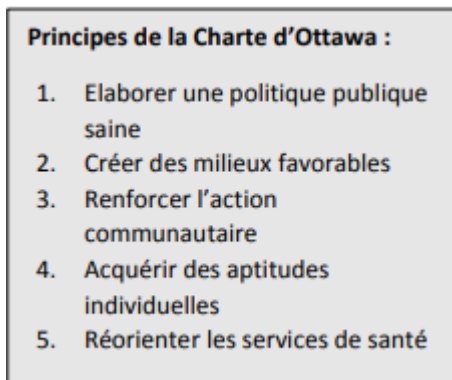 Principes de la Charte d’Ottawa :
1. Elaborer une politique publique
saine
2. Créer des milieux favorables
3. Renforcer l’action
communautaire
4. Acquérir des aptitudes
individuelles
5. Réorienter les services de santé